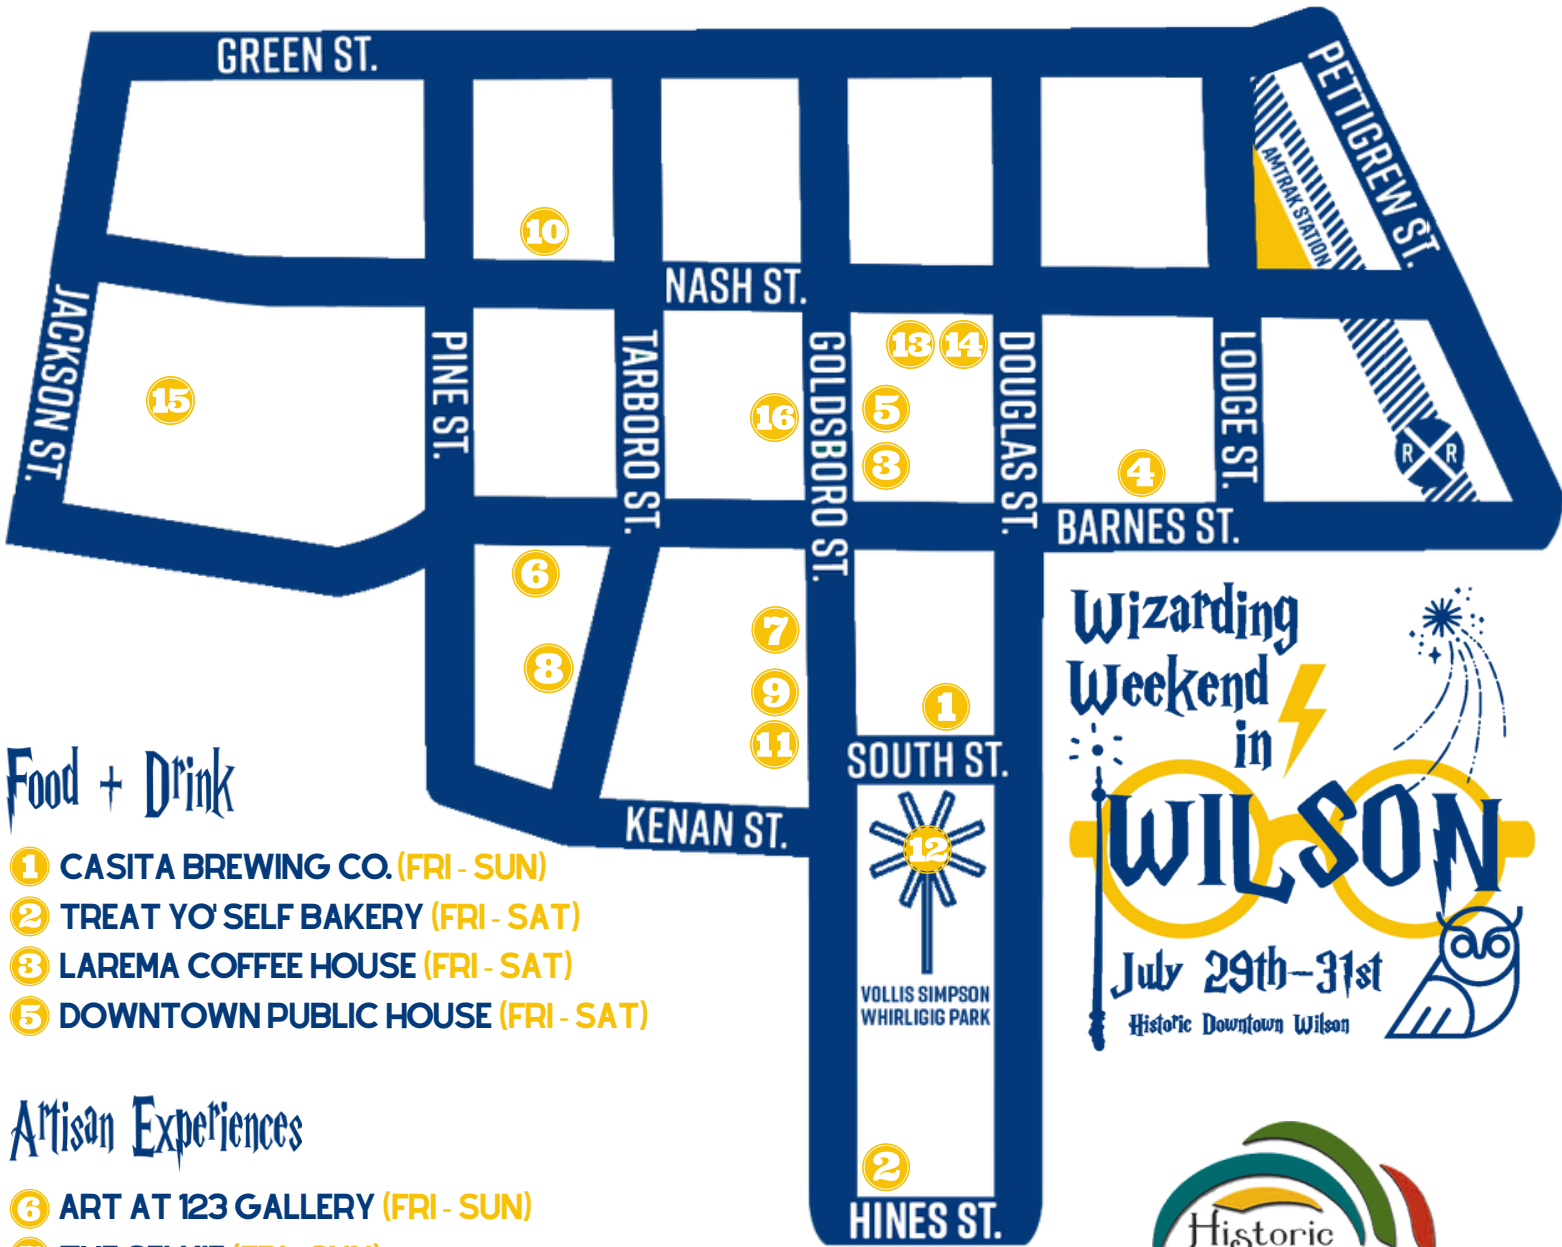 GREEN ST.
PETTIGREW ST.
AMTRAK STATION
10
NASH ST.
JACKSON ST.
PINE ST.
TARBORO ST.
GOLDSBORO ST.
DOUGLAS ST.
LODGE ST.
13 14
15
16
5
3
4
R R
BARNES ST.
6
7
8
9
1
11
SOUTH ST.
KENAN ST.
12
VOLLIS SIMPSON
WHIRLIGIG PARK
2
HINES ST.
Wizarding
Weekend
in
WILSON
July 29th-31st
Historic Downtown Wilson
Food + Drink
1 CASITA BREWING CO. (FRI - SUN)
2 TREAT YO' SELF BAKERY (FRI - SAT)
3 LAREMA COFFEE HOUSE (FRI - SAT)
5 DOWNTOWN PUBLIC HOUSE (FRI - SAT)
Artisan Experiences
6 ART AT 123 GALLERY (FRI - SUN)
Historic